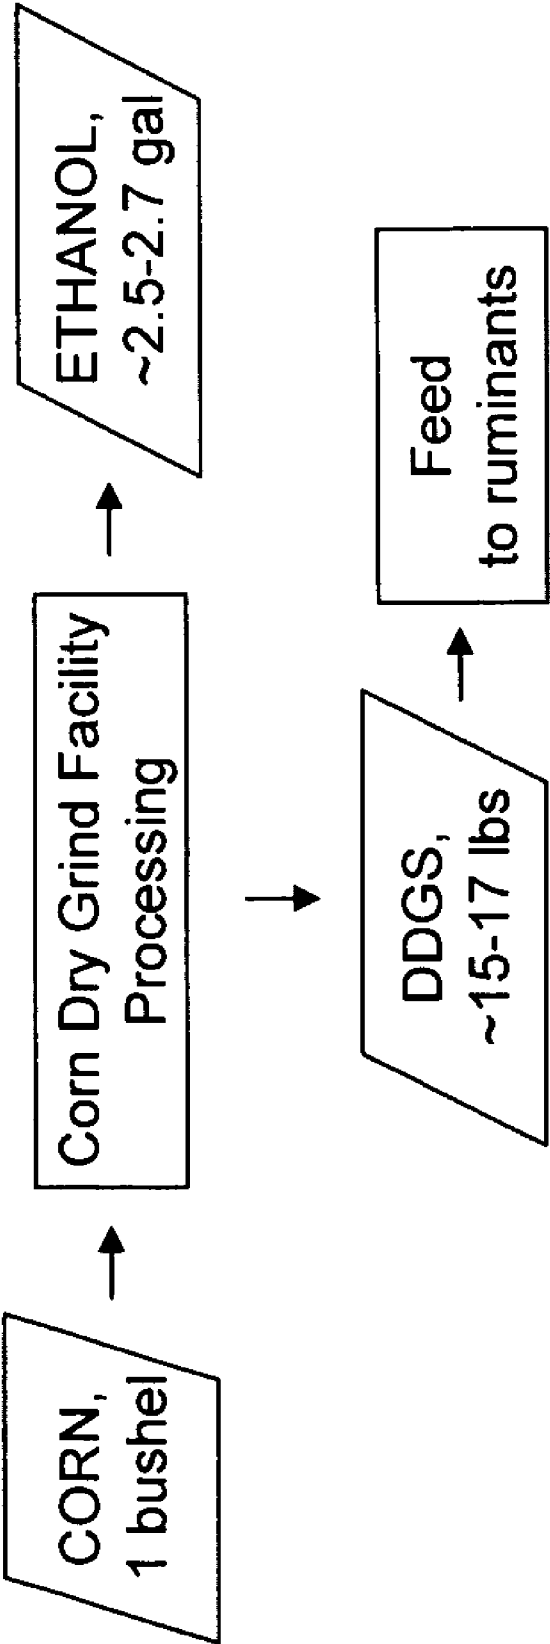 CORN,
1 bushel
Corn Dry Grind Facility
Processing
ETHANOL,
~2.5-2.7 gal
DDGS,
~15-17 lbs
Feed
to ruminants